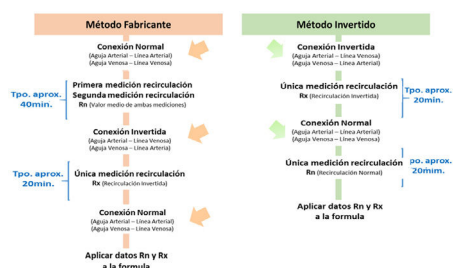 Método Fabricante
Conexión Normal
(Aguja Arterial – Línea Arterial)
(Aguja Venosa – Línea Venosa)
Primera medición recirculación
Segunda medición recirculación
Rn (Valor medio de ambas mediciones)
Tpo. aprox.
40min.
Conexión Invertida
(Aguja Arterial – Línea Venosa)
(Aguja Venosa – Línea Arteria)
Única medición recirculación
Rx (Recirculación Invertida)
Tpo. aprox.
20min.
Conexión Normal
(Aguja Arterial – Línea Arterial)
(Aguja Venosa – Línea Venosa)
Aplicar datos Rn y Rx
a la formula
Método Invertido
Conexión Invertida
(Aguja Arterial – Línea Venosa)
(Aguja Venosa – Línea Arterial)
Única medición recirculación
Rx (Recirculación Invertida)
Tpo. aprox.
20min.
Conexión Normal
(Aguja Arterial – Línea Arterial)
(Aguja Venosa – Línea Venosa)
Única medición recirculación
Rn (Recirculación Normal)
Tpo. aprox.
20mim.
Aplicar datos Rn y Rx
a la formula